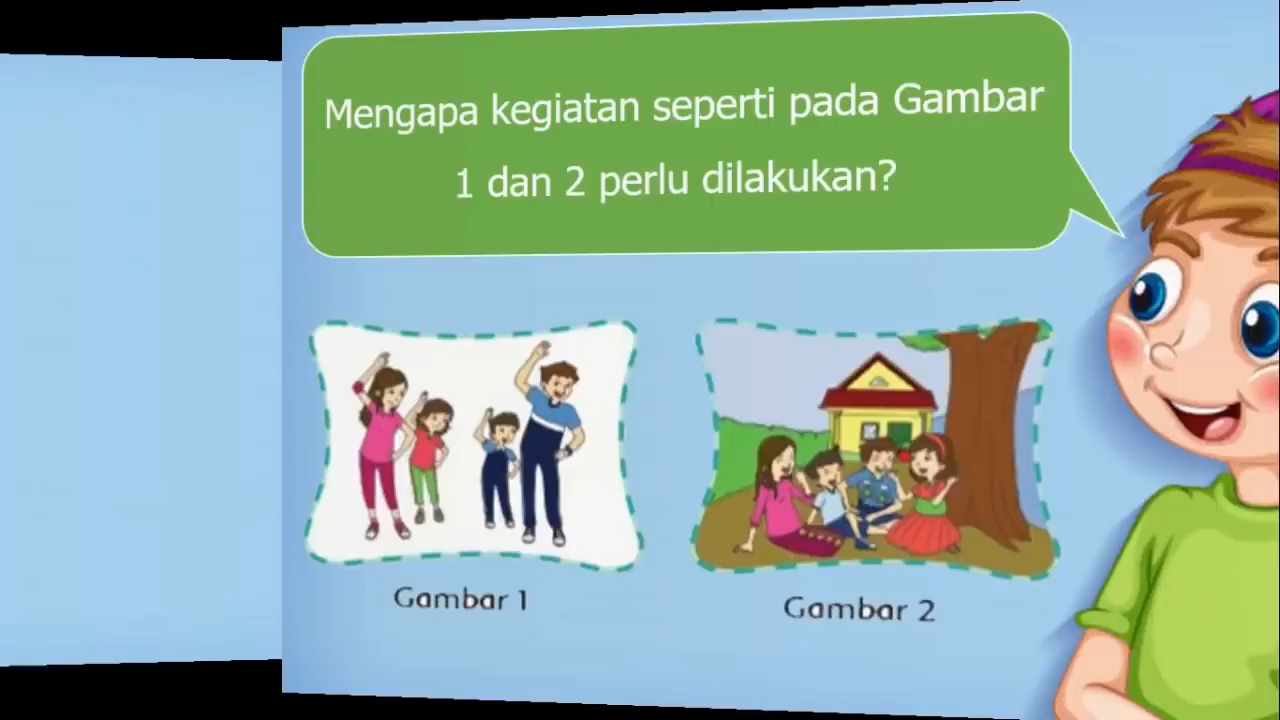 Mengapa kegiatan seperti pada Gambar
1 dan 2 perlu dilakukan?
Gambar 1
Gambar 2